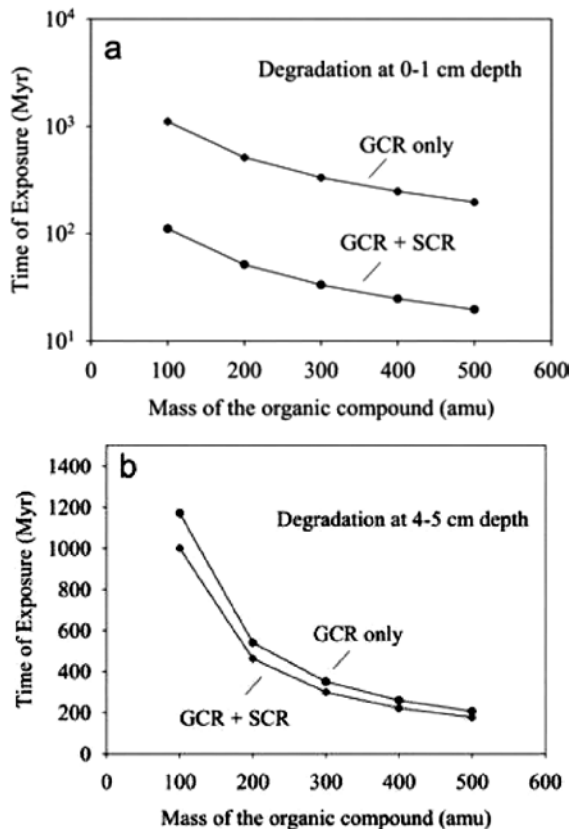 a
Degradation at 0-1 cm depth
GCR only
GCR + SCR
Time of Exposure (Myr)
10⁴
10³
10²
10¹
0 100 200 300 400 500 600
Mass of the organic compound (amu)
b
Degradation at 4-5 cm depth
GCR only
GCR + SCR
Time of Exposure (Myr)
1400
1200
1000
800
600
400
200
0
0 100 200 300 400 500 600
Mass of the organic compound (amu)